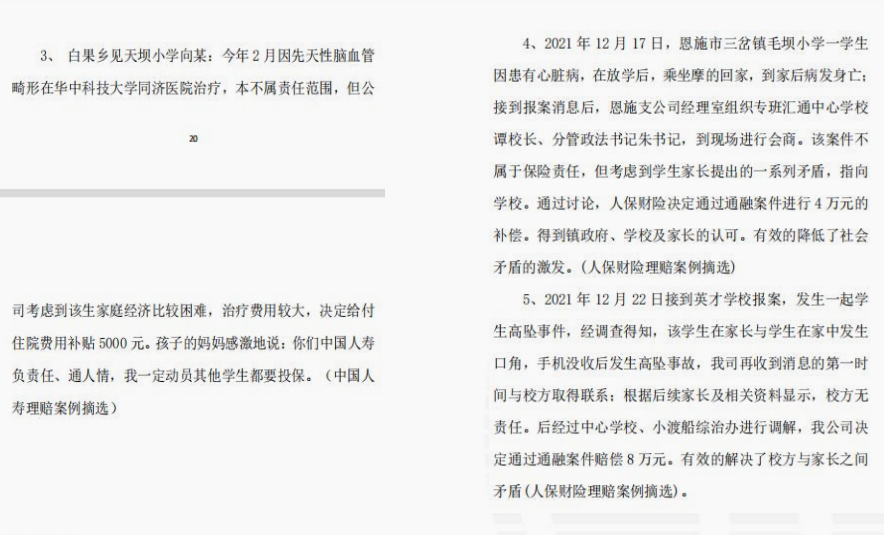 3、 白果乡见天坝小学向某：今年 2 月因先天性脑血管
畸形在华中科技大学同济医院治疗，本不属责任范围，但公
20
司考虑到该生家庭经济比较困难，治疗费用较大，决定给付
住院费用补贴 5000 元。孩子的妈妈感激地说：你们中国人寿
负责任、通人情，我一定动员其他学生都要投保。（中国人
寿理赔案例摘选）
4、2021 年 12 月 17 日，恩施市三岔镇毛坝小学一学生
因患有心脏病，在放学后，乘坐摩的回家，到家后病发身亡；
接到报案消息后，恩施支公司经理室组织专班汇通中心学校
谭校长、分管政法书记朱书记，到现场进行会商。该案件不
属于保险责任，但考虑到学生家长提出的一系列矛盾，指向
学校。通过讨论，人保财险决定通过通融案件进行 4 万元的
补偿。得到镇政府、学校及家长的认可。有效的降低了社会
矛盾的激发。(人保财险理赔案例摘选)
5、2021 年 12 月 22 日接到英才学校报案，发生一起学
生高坠事件，经调查得知，该学生在家长与学生在家中发生
口角，手机没收后发生高坠事故，我司再收到消息的第一时
间与校方取得联系；根据后续家长及相关资料显示，校方无
责任。后经过中心学校、小渡船综治办进行调解，我公司决
定通过通融案件赔偿 8 万元。有效的解决了校方与家长之间
矛盾(人保财险理赔案例摘选)。